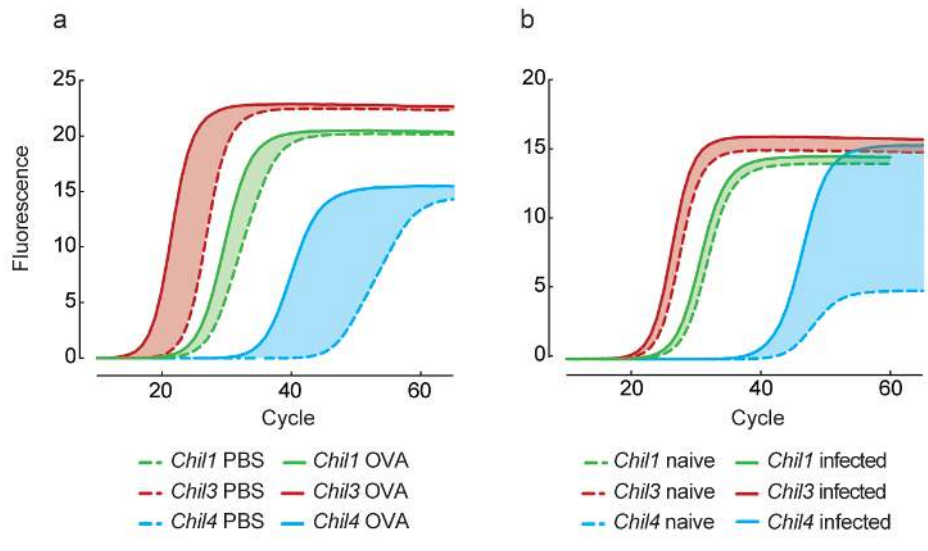 a
25
20
15
10
5
0
Fluorescence
20 40 60
Cycle
Chil1 PBS Chil1 OVA
Chil3 PBS Chil3 OVA
Chil4 PBS Chil4 OVA
b
20
15
10
5
0
20 40 60
Cycle
Chil1 naive Chil1 infected
Chil3 naive Chil3 infected
Chil4 naive Chil4 infected